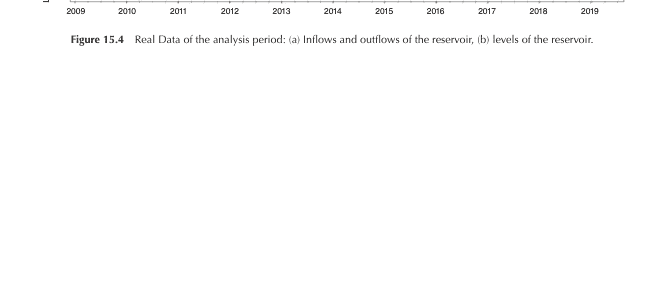 2009 2010 2011 2012 2013 2014 2015 2016 2017 2018 2019
Figure 15.4 Real Data of the analysis period: (a) Inflows and outflows of the reservoir, (b) levels of the reservoir.